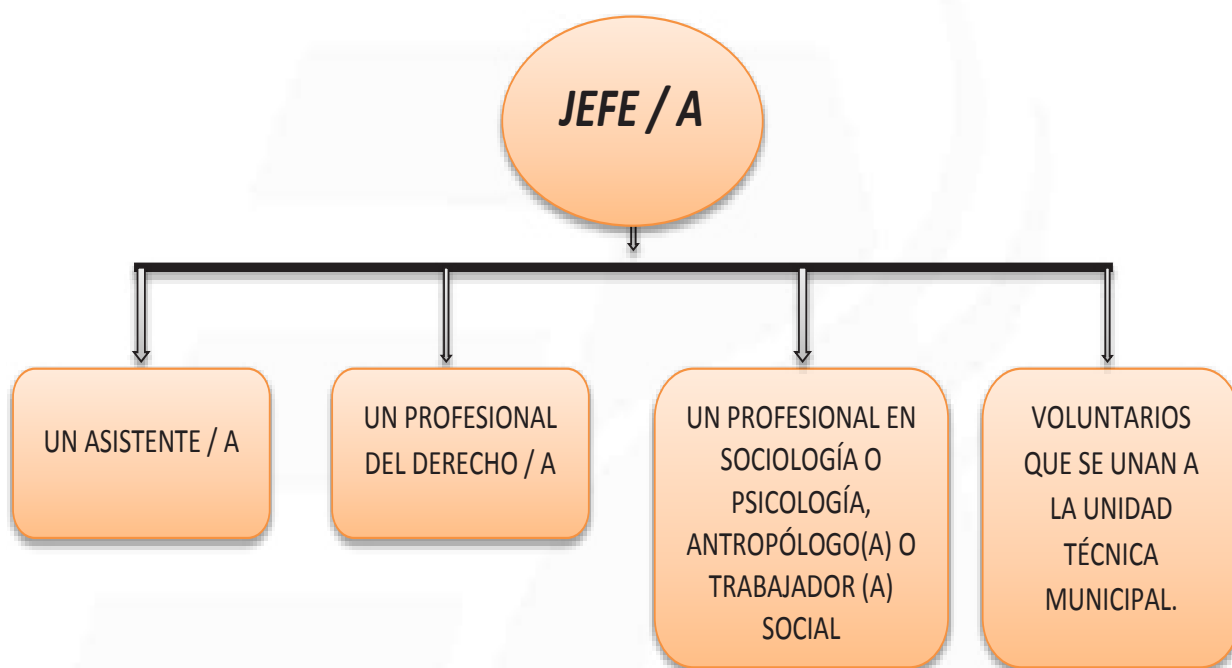 JEFE / A
UN ASISTENTE / A
UN PROFESIONAL
DEL DERECHO / A
UN PROFESIONAL EN
SOCIOLOGÍA O
PSICOLOGÍA,
ANTROPÓLOGO(A) O
TRABAJADOR (A)
SOCIAL
VOLUNTARIOS
QUE SE UNAN A
LA UNIDAD
TÉCNICA
MUNICIPAL.